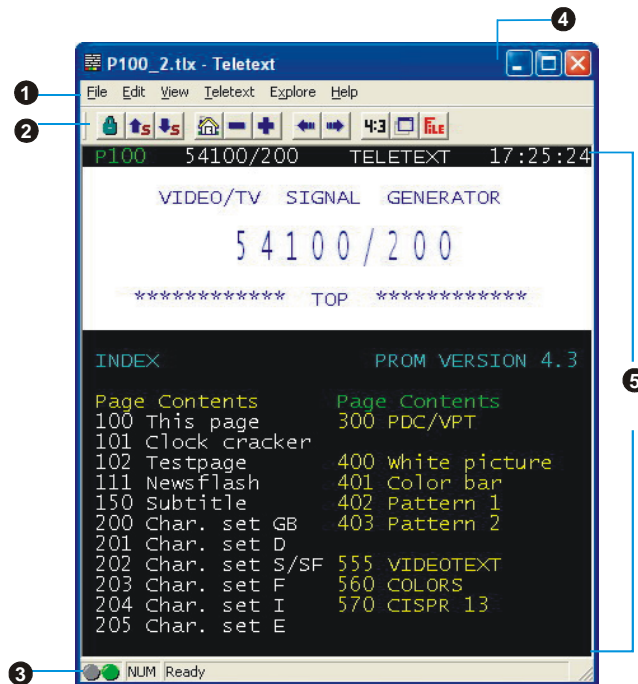 4
P100_2.tlx - Teletext
1
File Edit View Teletext Explore Help
2
S S 4:3 FILE
P100 54100/200 TELETEXT 17:25:24
VIDEO/TV SIGNAL GENERATOR
54100/200
************ TOP ************
INDEX PROM VERSION 4.3
5
Page Contents Page Contents
100 This page 300 PDC/VPT
101 Clock cracker
102 Testpage 400 White picture
111 Newsflash 401 Color bar
150 Subtitle 402 Pattern 1
200 Char. set GB 403 Pattern 2
201 Char. set D
202 Char. set S/SF 555 VIDEOTEXT
203 Char. set F 560 COLORS
204 Char. set I 570 CISPR 13
205 Char. set E
3
NUM Ready